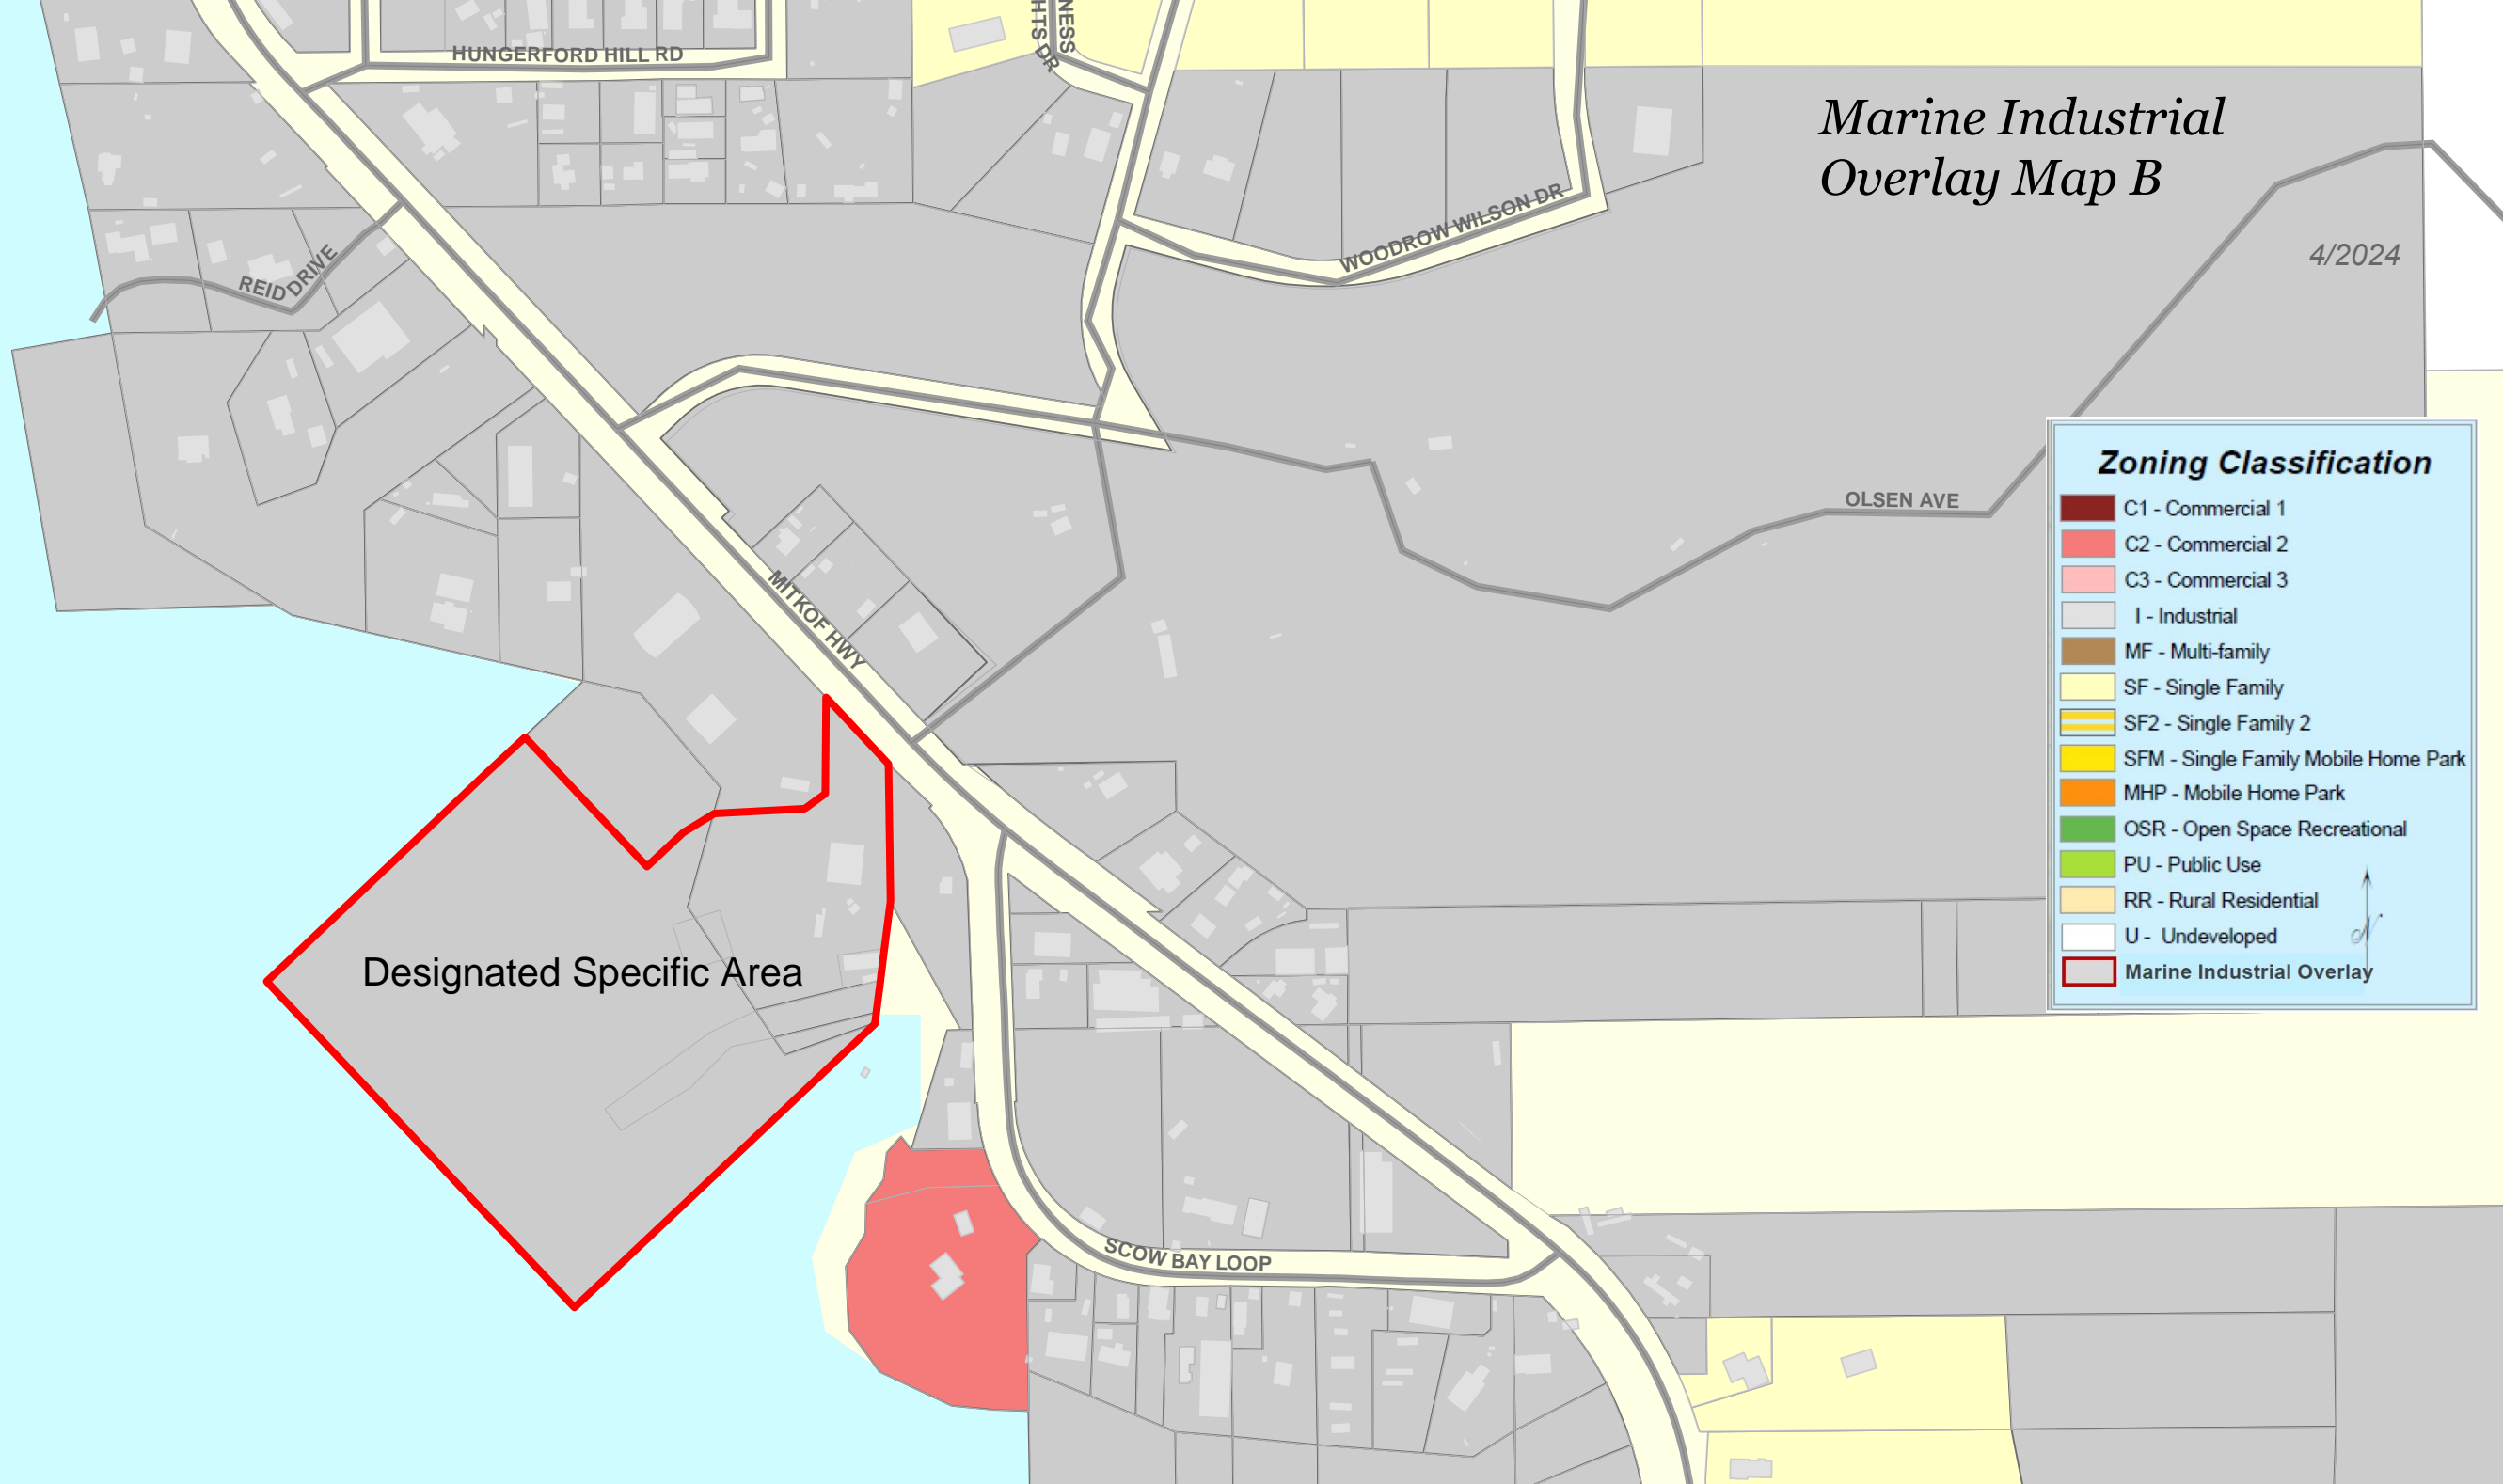 HUNGERFORD HILL RD
HTS DR
NESS
Marine Industrial
Overlay Map B
4/2024
WOODROW WILSON DR
REID DRIVE
OLSEN AVE
MITKOF HWY
Designated Specific Area
SCOW BAY LOOP
Zoning Classification
C1 - Commercial 1
C2 - Commercial 2
C3 - Commercial 3
I - Industrial
MF - Multi-family
SF - Single Family
SF2 - Single Family 2
SFM - Single Family Mobile Home Park
MHP - Mobile Home Park
OSR - Open Space Recreational
PU - Public Use
RR - Rural Residential
U - Undeveloped
Marine Industrial Overlay
N